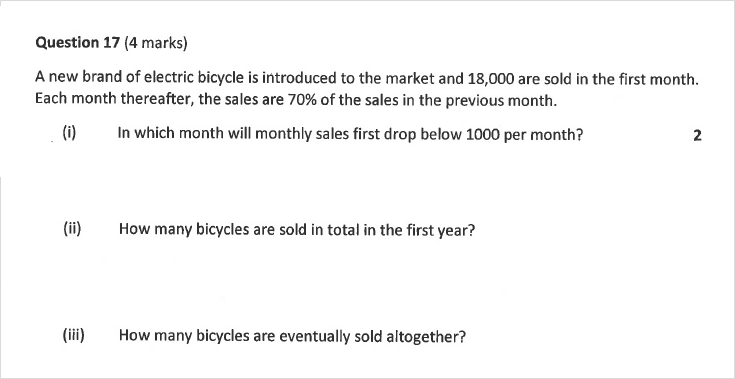 Question 17 (4 marks)
A new brand of electric bicycle is introduced to the market and 18,000 are sold in the first month.
Each month thereafter, the sales are 70% of the sales in the previous month.
(i) In which month will monthly sales first drop below 1000 per month? 2
(ii) How many bicycles are sold in total in the first year?
(iii) How many bicycles are eventually sold altogether?